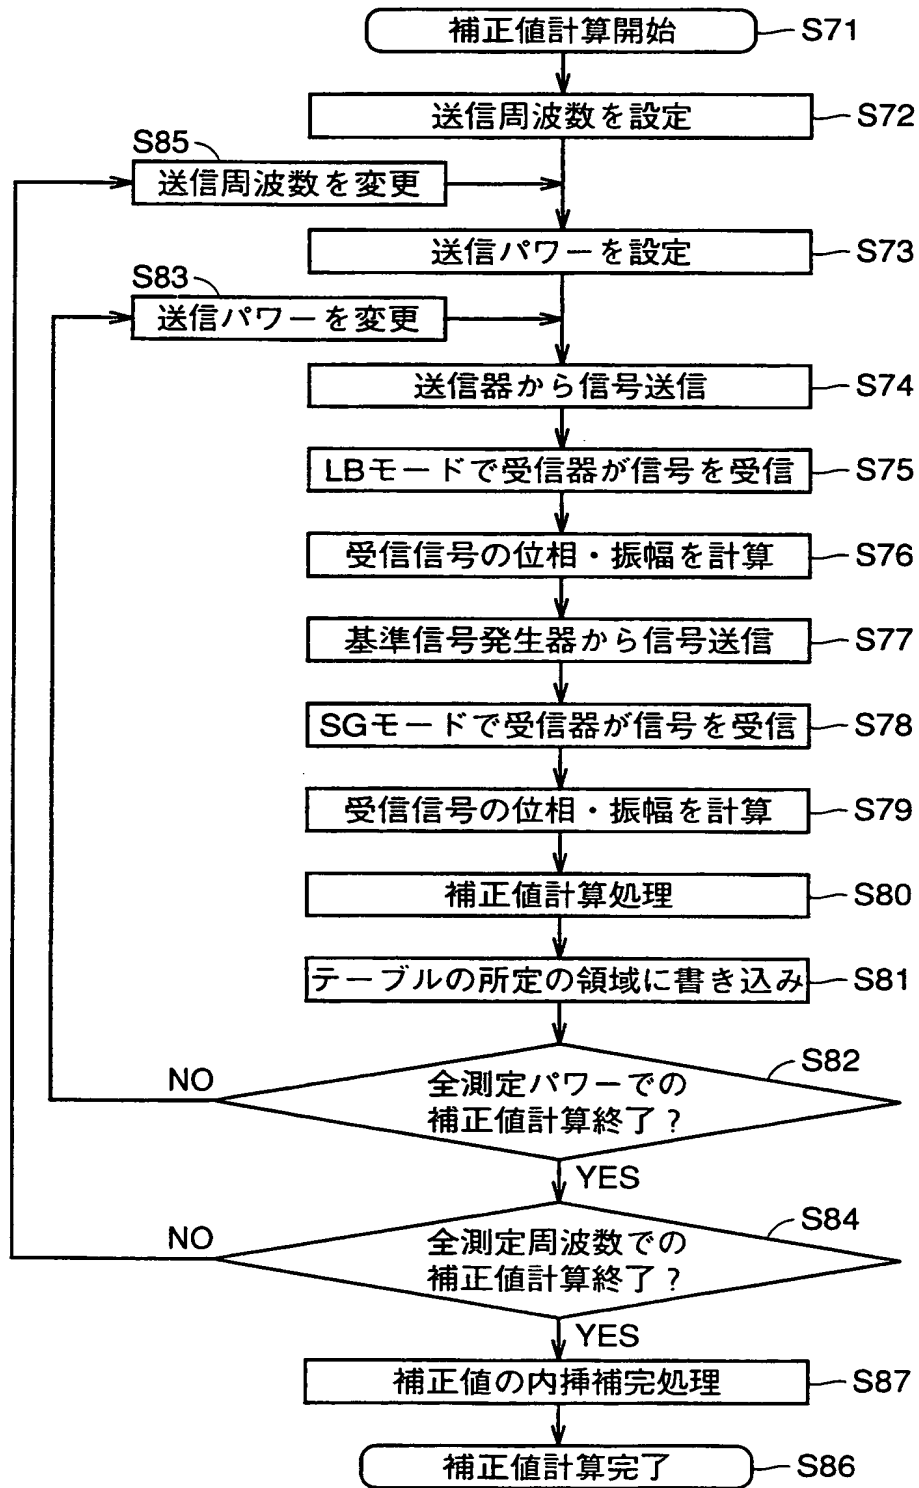 補正値計算開始 S71
送信周波数を設定 S72
S85
送信周波数を変更
送信パワーを設定 S73
S83
送信パワーを変更
送信器から信号送信 S74
LBモードで受信器が信号を受信 S75
受信信号の位相・振幅を計算 S76
基準信号発生器から信号送信 S77
SGモードで受信器が信号を受信 S78
受信信号の位相・振幅を計算 S79
補正値計算処理 S80
テーブルの所定の領域に書き込み S81
S82
NO
全測定パワーでの
補正値計算終了?
YES
S84
NO
全測定周波数での
補正値計算終了?
YES
補正値の内挿補完処理 S87
補正値計算完了 S86